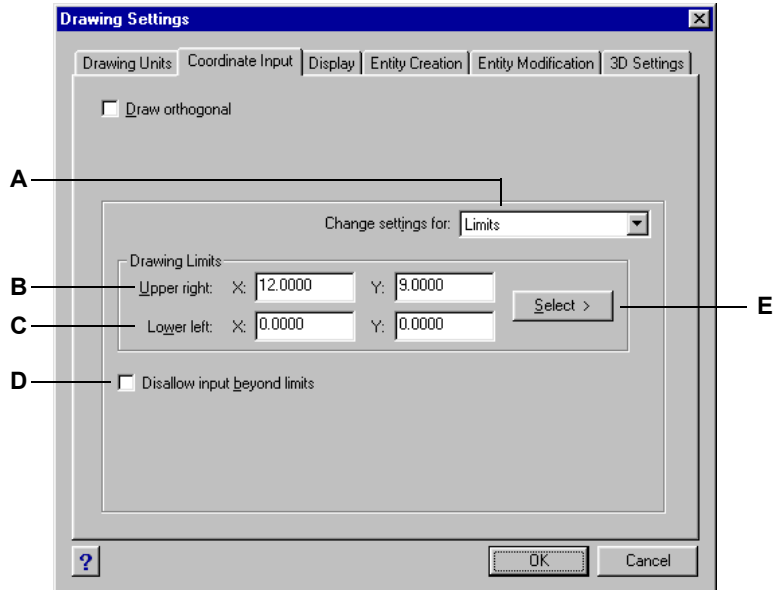 Drawing Settings
Drawing Units Coordinate Input Display Entity Creation Entity Modification 3D Settings
Draw orthogonal
A
Change settings for: Limits
Drawing Limits
B Upper right: X: 12.0000 Y: 9.0000
Select > E
C Lower left: X: 0.0000 Y: 0.0000
D Disallow input beyond limits
? OK Cancel